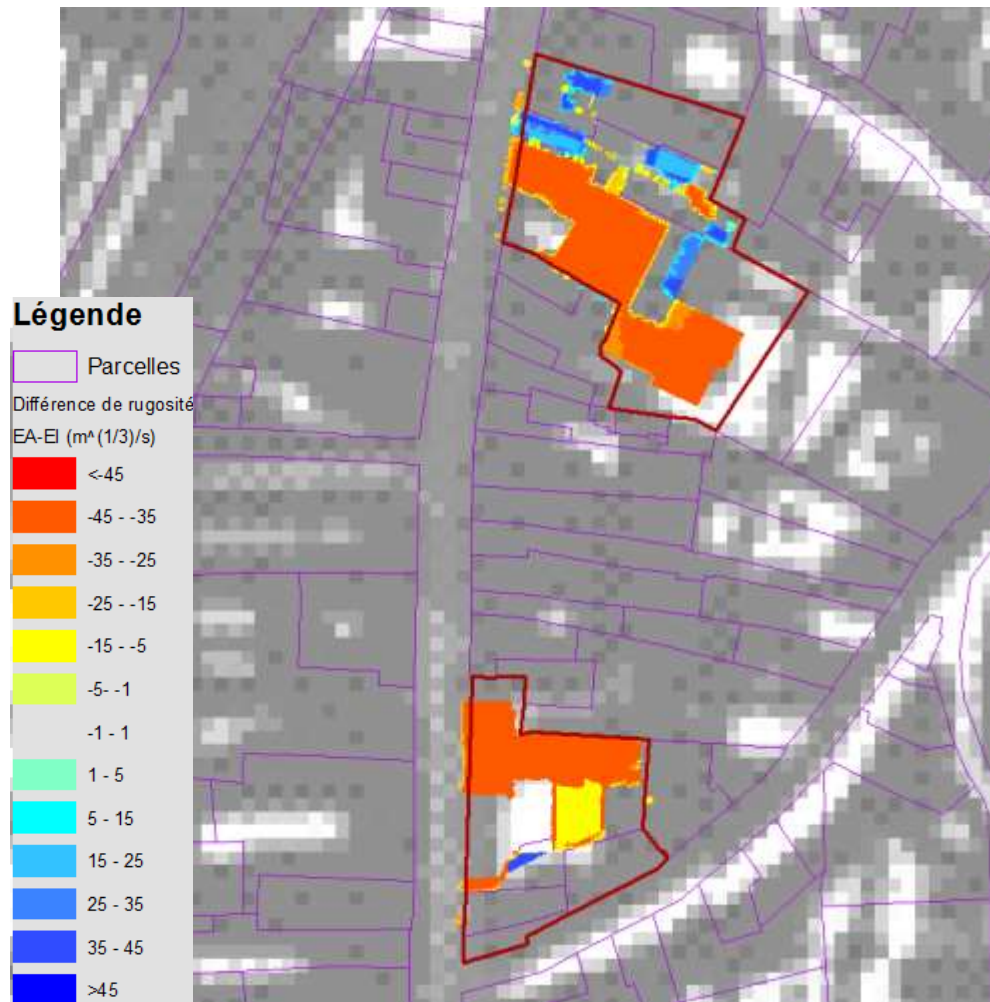 Légende
Parcelles
Différence de rugosité
EA-EI (m^(1/3)/s)
<-45
-45 - -35
-35 - -25
-25 - -15
-15 - -5
-5- -1
-1 - 1
1 - 5
5 - 15
15 - 25
25 - 35
35 - 45
>45